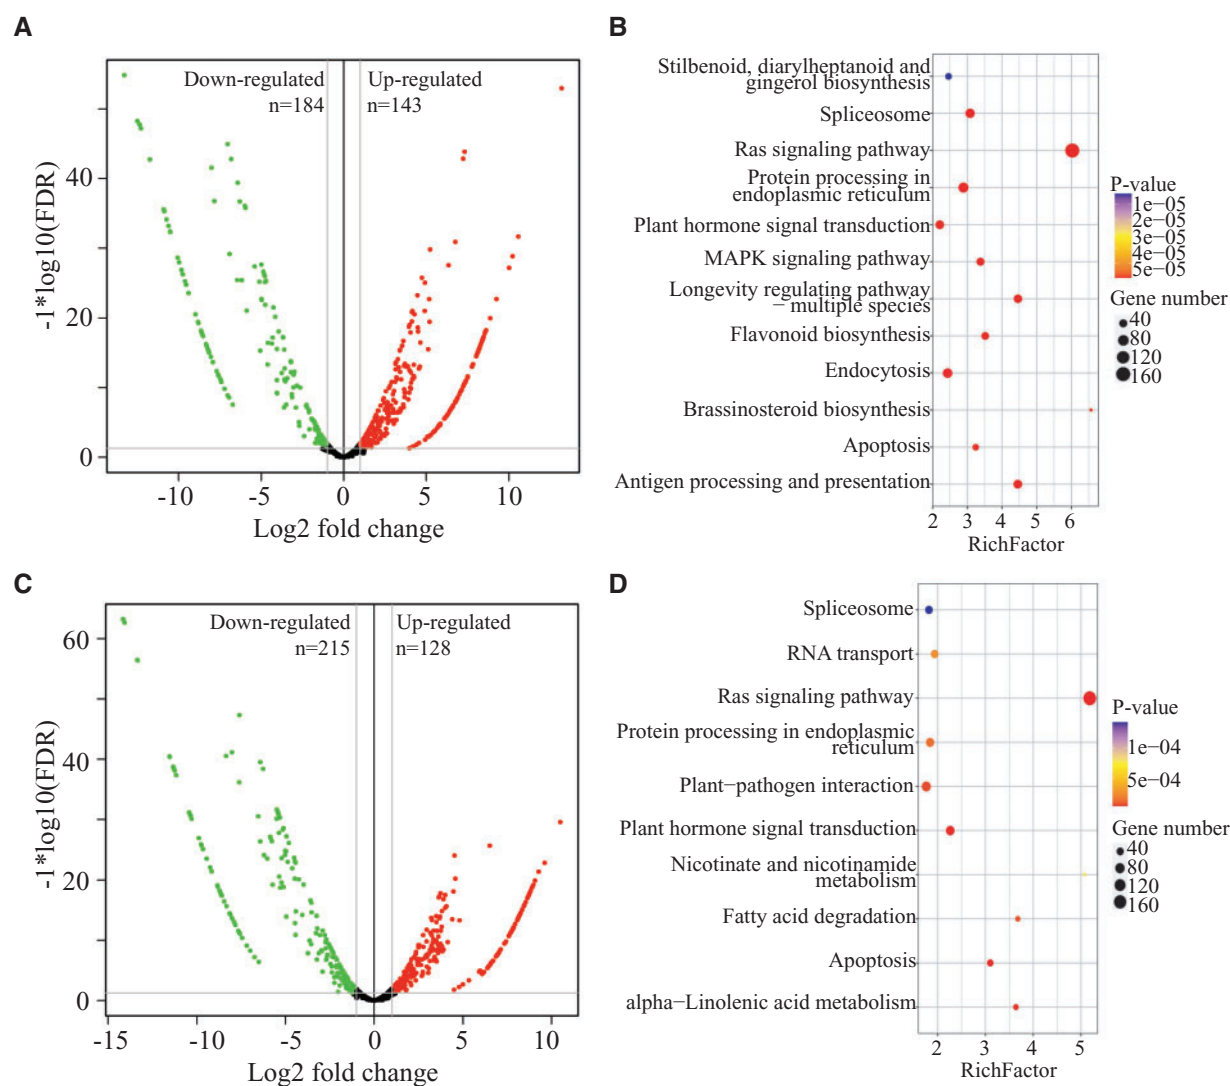 A
Down-regulated
n=184
Up-regulated
n=143
-1*log10(FDR)
40
20
0
-10
-5
0
5
10
Log2 fold change
B
Stilbenoid, diarylheptanoid and
gingerol biosynthesis
Spliceosome
Ras signaling pathway
Protein processing in
endoplasmic reticulum
Plant hormone signal transduction
MAPK signaling pathway
Longevity regulating pathway
− multiple species
Flavonoid biosynthesis
Endocytosis
Brassinosteroid biosynthesis
Apoptosis
Antigen processing and presentation
2
3
4
5
6
RichFactor
P-value
1e−05
2e−05
3e−05
4e−05
5e−05
Gene number
40
80
120
160
C
Down-regulated
n=215
Up-regulated
n=128
-1*log10(FDR)
60
40
20
0
-15
-10
-5
0
5
10
Log2 fold change
D
Spliceosome
RNA transport
Ras signaling pathway
Protein processing in endoplasmic
reticulum
Plant−pathogen interaction
Plant hormone signal transduction
Nicotinate and nicotinamide
metabolism
Fatty acid degradation
Apoptosis
alpha−Linolenic acid metabolism
2
3
4
5
RichFactor
P-value
1e−04
5e−04
Gene number
40
80
120
160